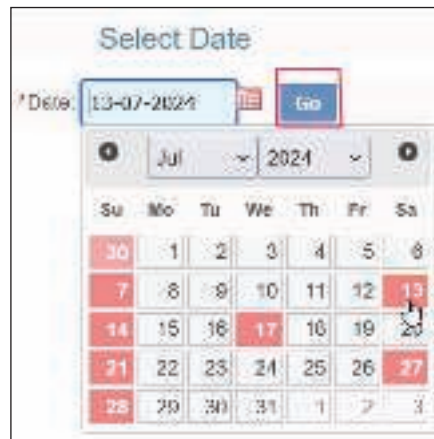 Select Date
*Date: 13-07-2024 Go
Jul 2024
Su Mo Tu We Th Fr Sa
30 1 2 3 4 5 6
7 8 9 10 11 12 13
14 15 16 17 18 19 20
21 22 23 24 25 26 27
28 29 30 31 1 2 3